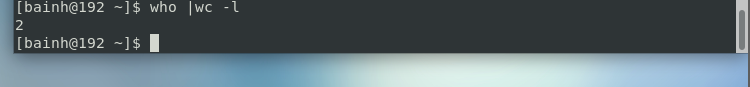 [bainh@192 ~]$ who |wc -l
2
[bainh@192 ~]$